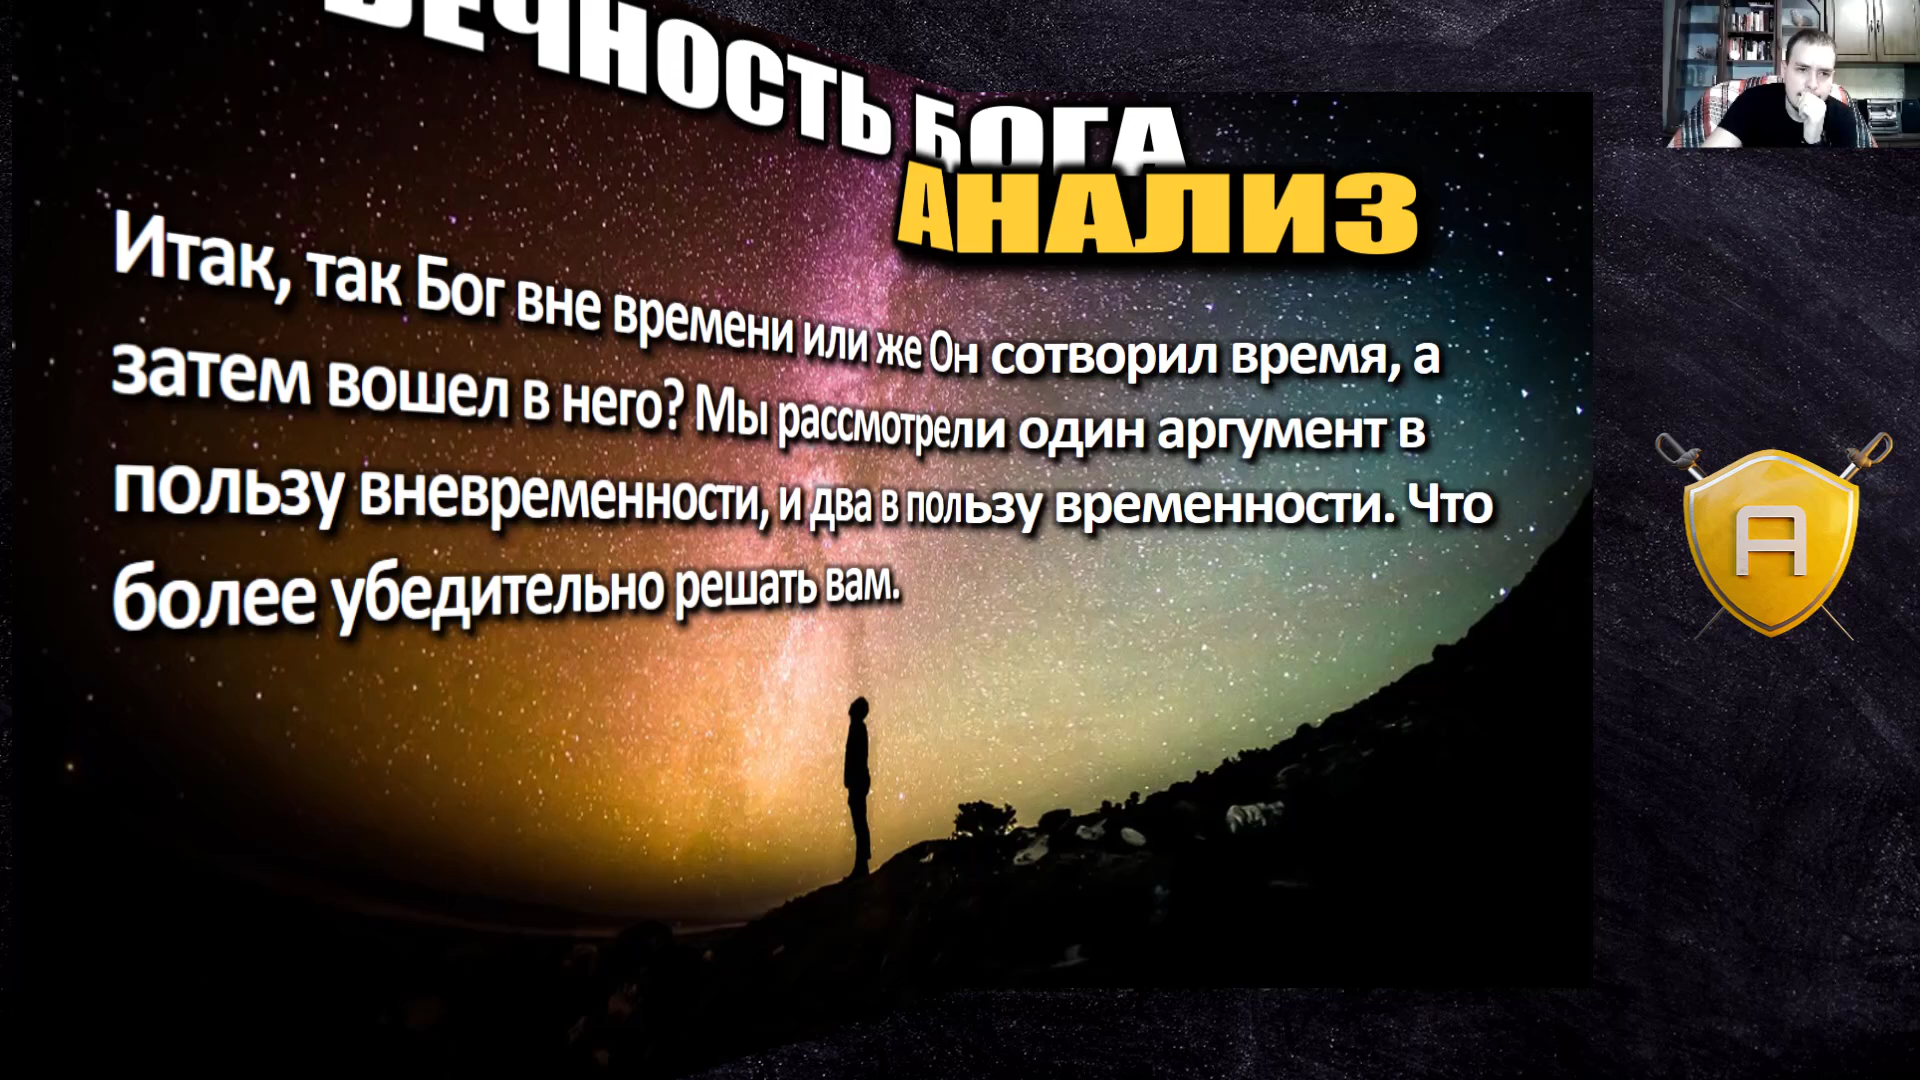 ВЕЧНОСТЬ БОГА
АНАЛИЗ
Итак, так Бог вне времени или же Он сотворил время, а
затем вошел в него? Мы рассмотрели один аргумент в
пользу вневременности, и два в пользу временности. Что
более убедительно решать вам.
A